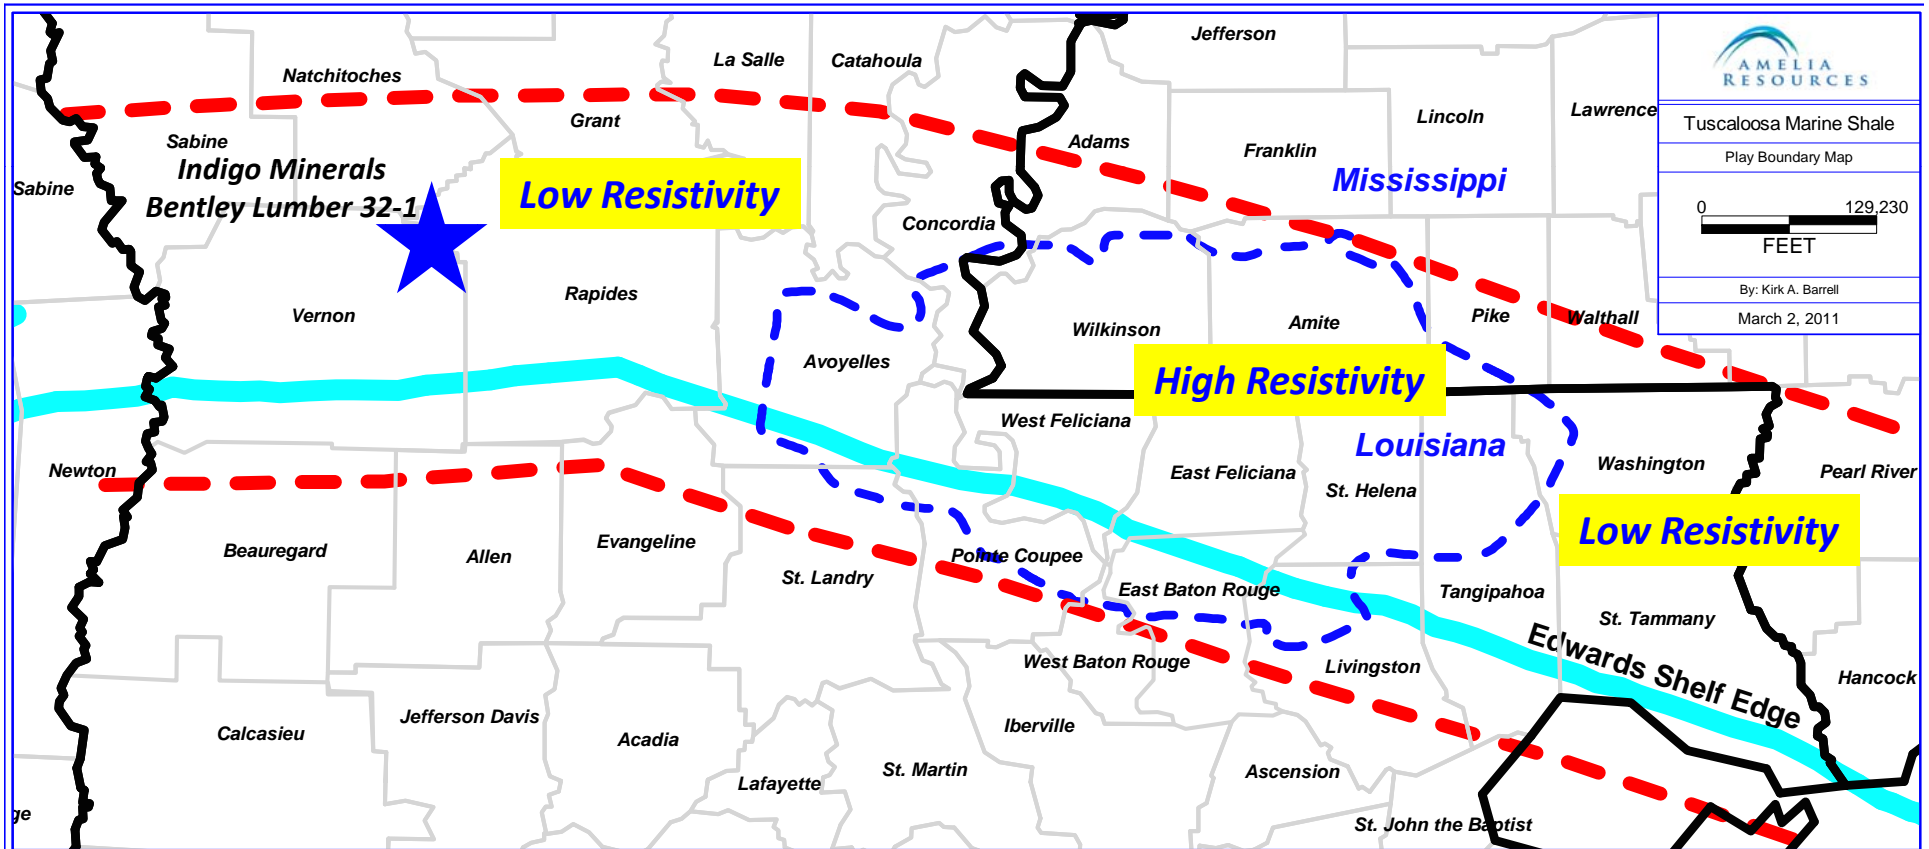 Jefferson
La Salle
Catahoula
Natchitoches
AMELIA
RESOURCES
Tuscaloosa Marine Shale
Play Boundary Map
0 129,230
FEET
By: Kirk A. Barrell
March 2, 2011
Lawrence
Lincoln
Grant
Sabine
Adams
Franklin
Indigo Minerals
Bentley Lumber 32-1
Sabine
Low Resistivity
Mississippi
Concordia
Rapides
Vernon
Wilkinson
Amite
Pike
Walthall
Avoyelles
High Resistivity
West Feliciana
Louisiana
Newton
East Feliciana
St. Helena
Washington
Pearl River
Low Resistivity
Beauregard
Allen
Evangeline
St. Landry
Pointe Coupee
East Baton Rouge
Tangipahoa
St. Tammany
Edwards Shelf Edge
West Baton Rouge
Livingston
Hancock
Calcasieu
Jefferson Davis
Acadia
Iberville
Lafayette
St. Martin
Ascension
St. John the Baptist
ge